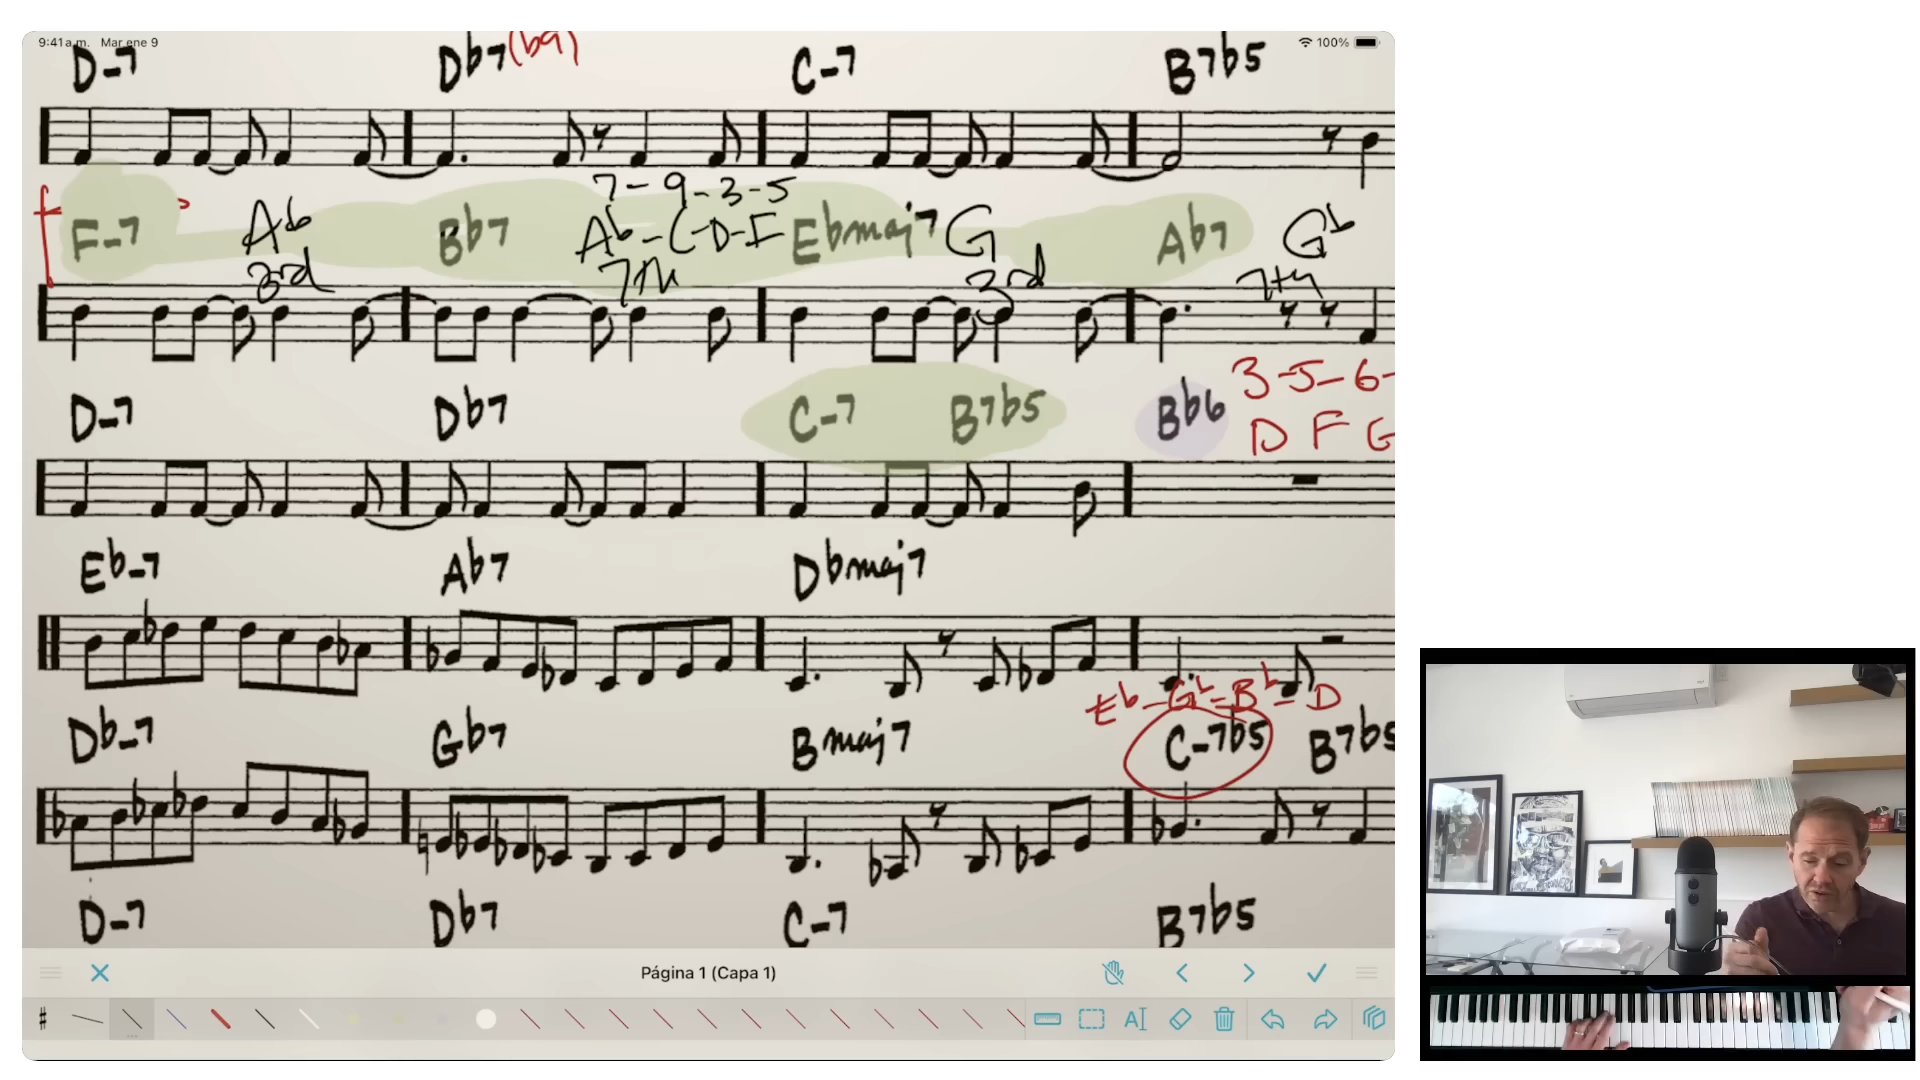 9:41 a.m. Mar ene 9
100%
D-7 Db7(b9) C-7 B7b5
7-9-3-5
F-7 Ab Bb7 Ab-C-D-F Ebmaj7 G Ab7 Gb
3rd 7th 3rd 7th
3-5-6-
D-7 Db7 C-7 B7b5 Bb6 D F G
Eb-7 Ab7 Dbmaj7
Eb-Gb-Bb-D
Db-7 Gb7 Bmaj7 C-7b5 B7b5
D-7 Db7 C-7 B7b5
Página 1 (Capa 1)